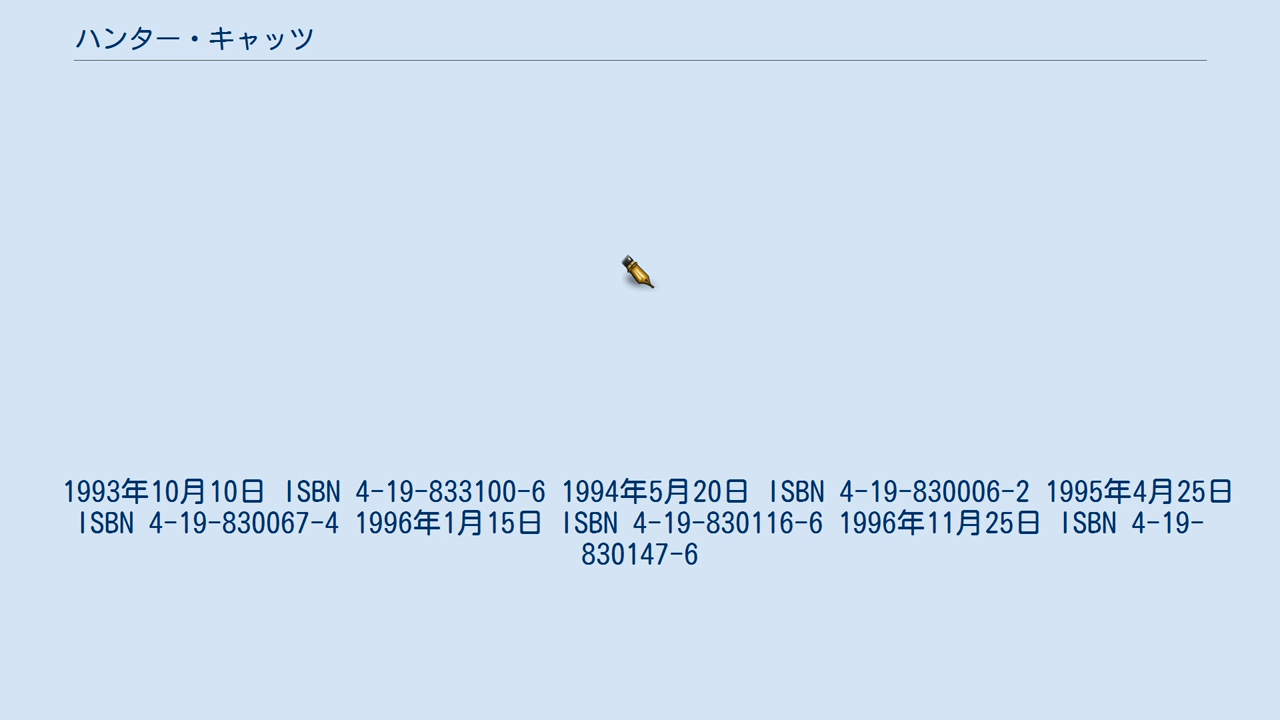 ハンター・キャッツ
1993年10月10日 ISBN 4-19-833100-6 1994年5月20日 ISBN 4-19-830006-2 1995年4月25日
ISBN 4-19-830067-4 1996年1月15日 ISBN 4-19-830116-6 1996年11月25日 ISBN 4-19-
830147-6